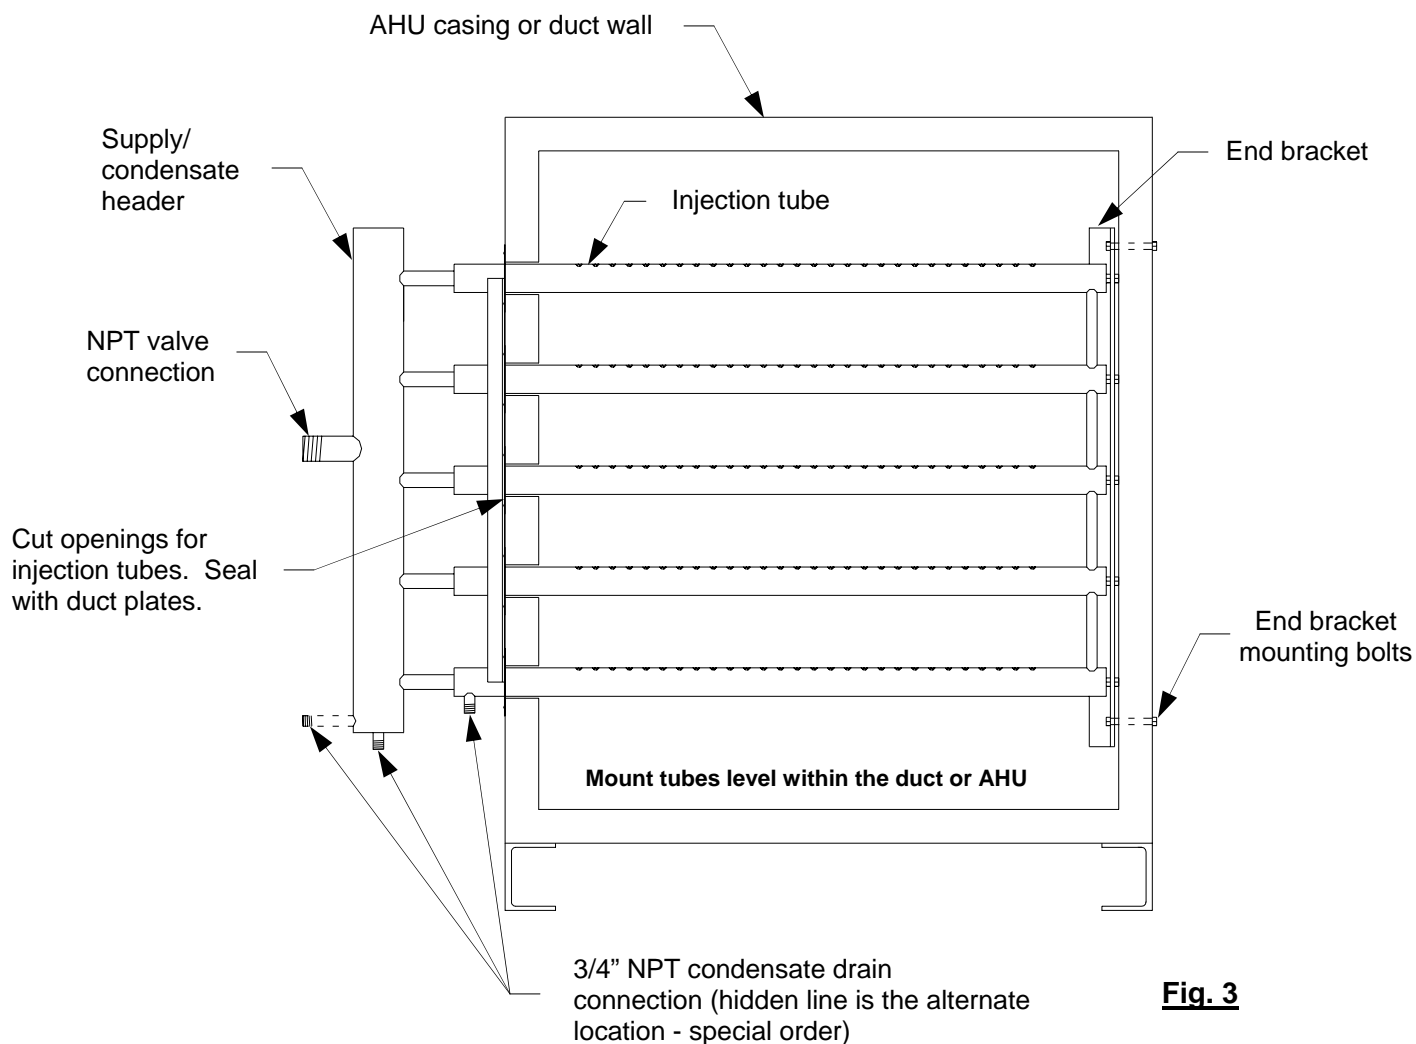 AHU casing or duct wall
Supply/
condensate
header
End bracket
Injection tube
NPT valve
connection
Cut openings for
injection tubes.  Seal
with duct plates.
End bracket
mounting bolts
Mount tubes level within the duct or AHU
3/4” NPT condensate drain
connection (hidden line is the alternate
location - special order)
Fig. 3